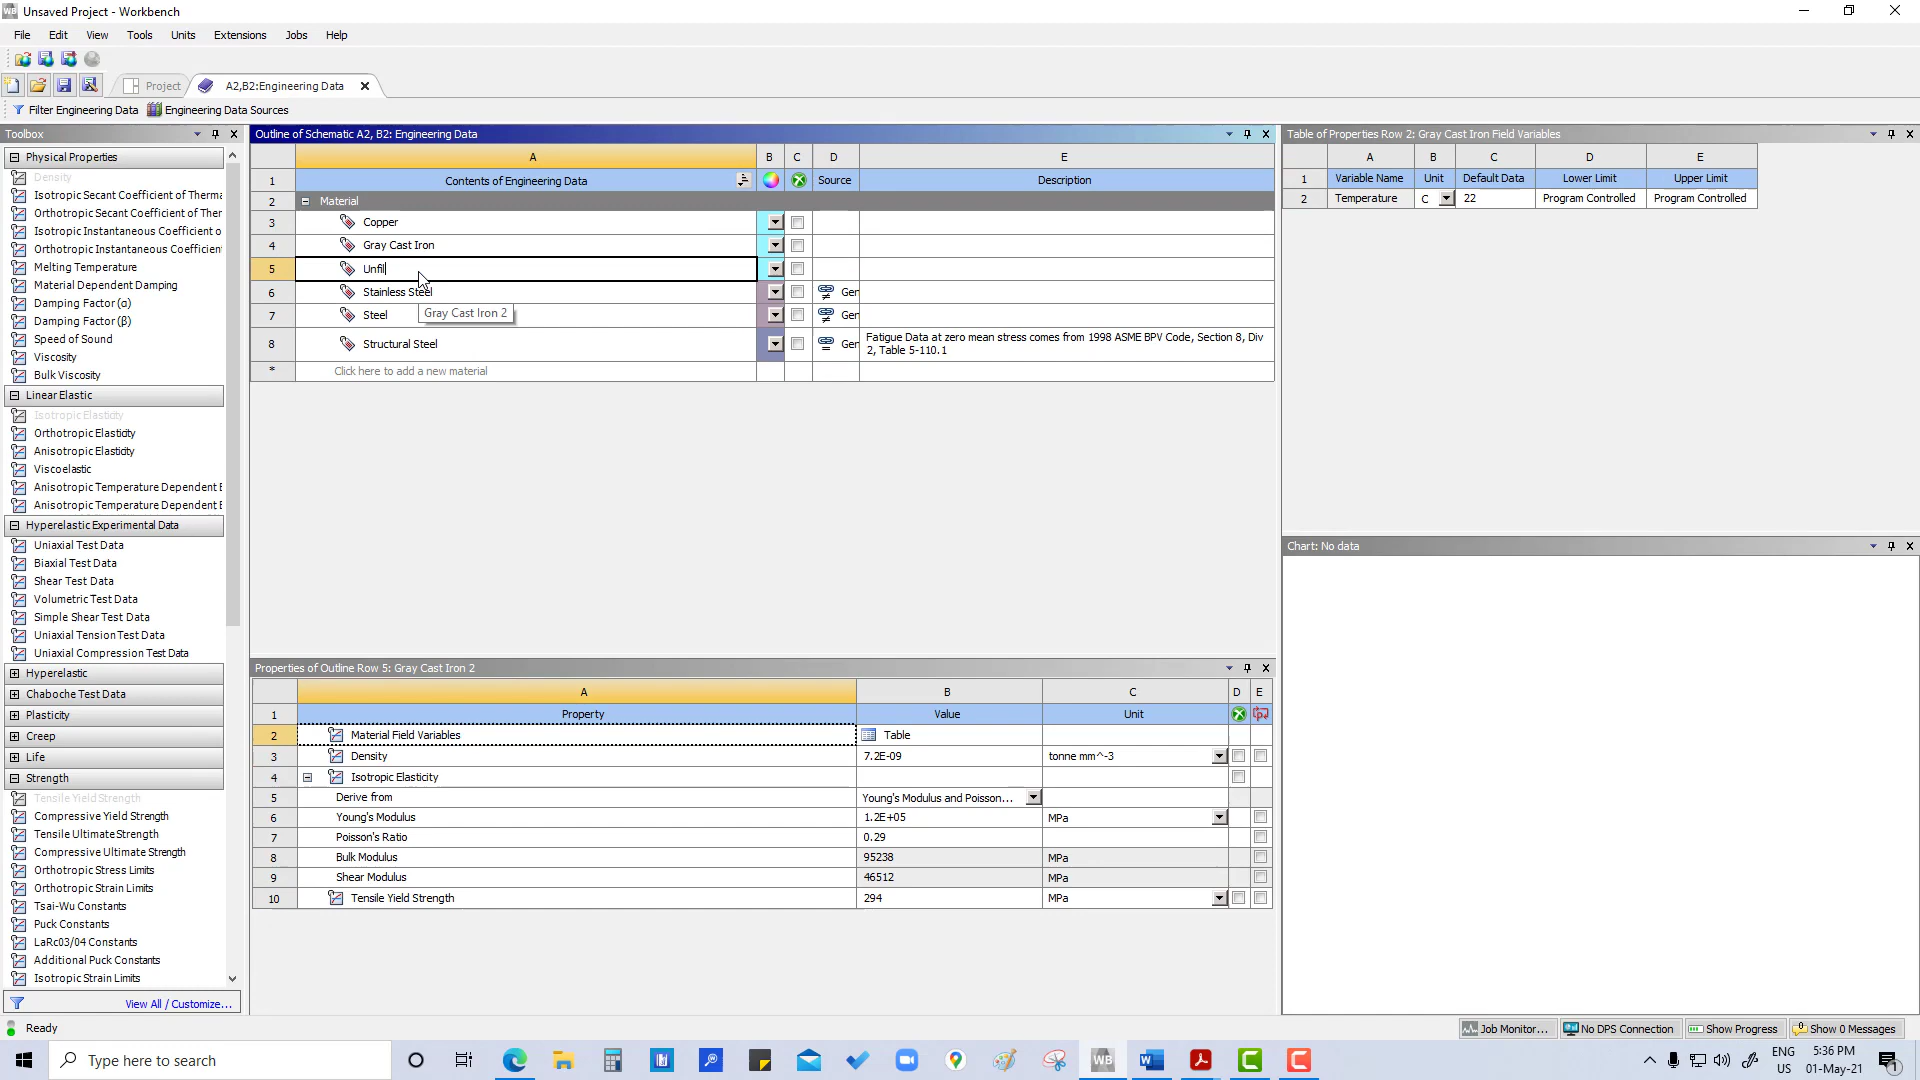 Unsaved Project - Workbench
File Edit View Tools Units Extensions Jobs Help
Project A2,B2:Engineering Data
Filter Engineering Data Engineering Data Sources
Toolbox
Physical Properties
Density
Isotropic Secant Coefficient of Therma
Orthotropic Secant Coefficient of Ther
Isotropic Instantaneous Coefficient o
Orthotropic Instantaneous Coefficien
Melting Temperature
Material Dependent Damping
Damping Factor (α)
Damping Factor (β)
Speed of Sound
Viscosity
Bulk Viscosity
Linear Elastic
Isotropic Elasticity
Orthotropic Elasticity
Anisotropic Elasticity
Viscoelastic
Anisotropic Temperature Dependent E
Anisotropic Temperature Dependent E
Hyperelastic Experimental Data
Uniaxial Test Data
Biaxial Test Data
Shear Test Data
Volumetric Test Data
Simple Shear Test Data
Uniaxial Tension Test Data
Uniaxial Compression Test Data
Hyperelastic
Chaboche Test Data
Plasticity
Creep
Life
Strength
Tensile Yield Strength
Compressive Yield Strength
Tensile Ultimate Strength
Compressive Ultimate Strength
Orthotropic Stress Limits
Orthotropic Strain Limits
Tsai-Wu Constants
Puck Constants
LaRc03/04 Constants
Additional Puck Constants
Isotropic Strain Limits
View All / Customize...
Outline of Schematic A2, B2: Engineering Data
A B C D E
1 Contents of Engineering Data Source Description
2 Material
3 Copper
4 Gray Cast Iron
5 Unfil
6 Stainless Steel Ger
7 Steel Ger
Gray Cast Iron 2
8 Structural Steel Ger Fatigue Data at zero mean stress comes from 1998 ASME BPV Code, Section 8, Div
2, Table 5-110.1
* Click here to add a new material
Properties of Outline Row 5: Gray Cast Iron 2
A B C D E
1 Property Value Unit
2 Material Field Variables Table
3 Density 7.2E-09 tonne mm^-3
4 Isotropic Elasticity
5 Derive from Young's Modulus and Poisson...
6 Young's Modulus 1.2E+05 MPa
7 Poisson's Ratio 0.29
8 Bulk Modulus 95238 MPa
9 Shear Modulus 46512 MPa
10 Tensile Yield Strength 294 MPa
Table of Properties Row 2: Gray Cast Iron Field Variables
A B C D E
1 Variable Name Unit Default Data Lower Limit Upper Limit
2 Temperature C 22 Program Controlled Program Controlled
Chart: No data
Ready
Job Monitor... No DPS Connection Show Progress Show 0 Messages
Type here to search
WB
ENG
US
5:36 PM
01-May-21
1